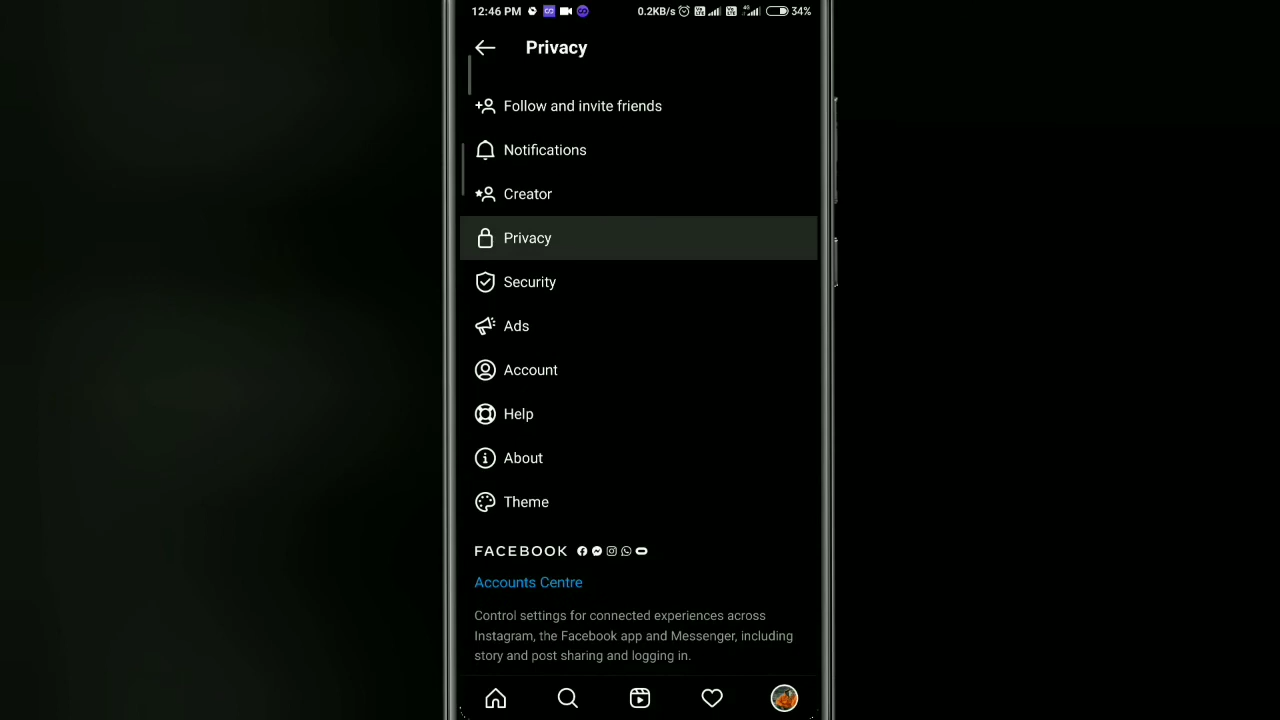 12:46 PM 0.2KB/s 4G 34%
Privacy
Follow and invite friends
Notifications
Creator
Privacy
Security
Ads
Account
Help
About
Theme
FACEBOOK
Accounts Centre
Control settings for connected experiences across
Instagram, the Facebook app and Messenger, including
story and post sharing and logging in.